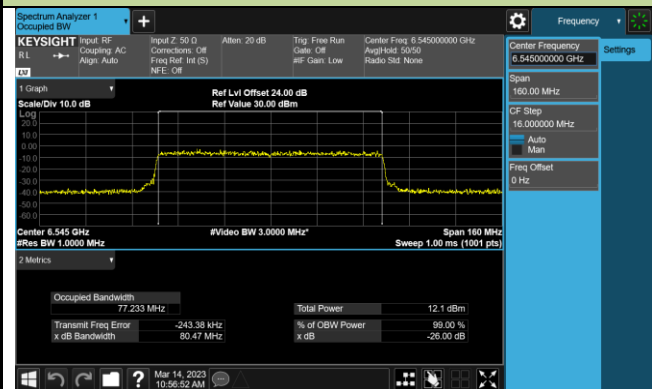 Spectrum Analyzer 1
Occupied BW
Frequency
KEYSIGHT
RL
LXI
Input: RF
Coupling: AC
Align: Auto
Input Z: 50 Ω
Corrections: Off
Freq Ref: Int (S)
NFE: Off
Atten: 20 dB
Trig: Free Run
Gate: Off
#IF Gain: Low
Center Freq: 6.545000000 GHz
Avg|Hold: 50/50
Radio Std: None
Center Frequency
6.545000000 GHz
Settings
Span
160.00 MHz
CF Step
16.000000 MHz
Auto
Man
Freq Offset
0 Hz
1 Graph
Scale/Div 10.0 dB
Ref Lvl Offset 24.00 dB
Ref Value 30.00 dBm
Log
20.0
10.0
0.00
-10.0
-20.0
-30.0
-40.0
-50.0
-60.0
Center 6.545 GHz
#Video BW 3.0000 MHz*
Span 160 MHz
#Res BW 1.0000 MHz
Sweep 1.00 ms (1001 pts)
2 Metrics
Occupied Bandwidth
77.233 MHz
Total Power 12.1 dBm
Transmit Freq Error -243.38 kHz
% of OBW Power 99.00 %
x dB Bandwidth 80.47 MHz
x dB -26.00 dB
?
Mar 14, 2023
10:56:52 AM